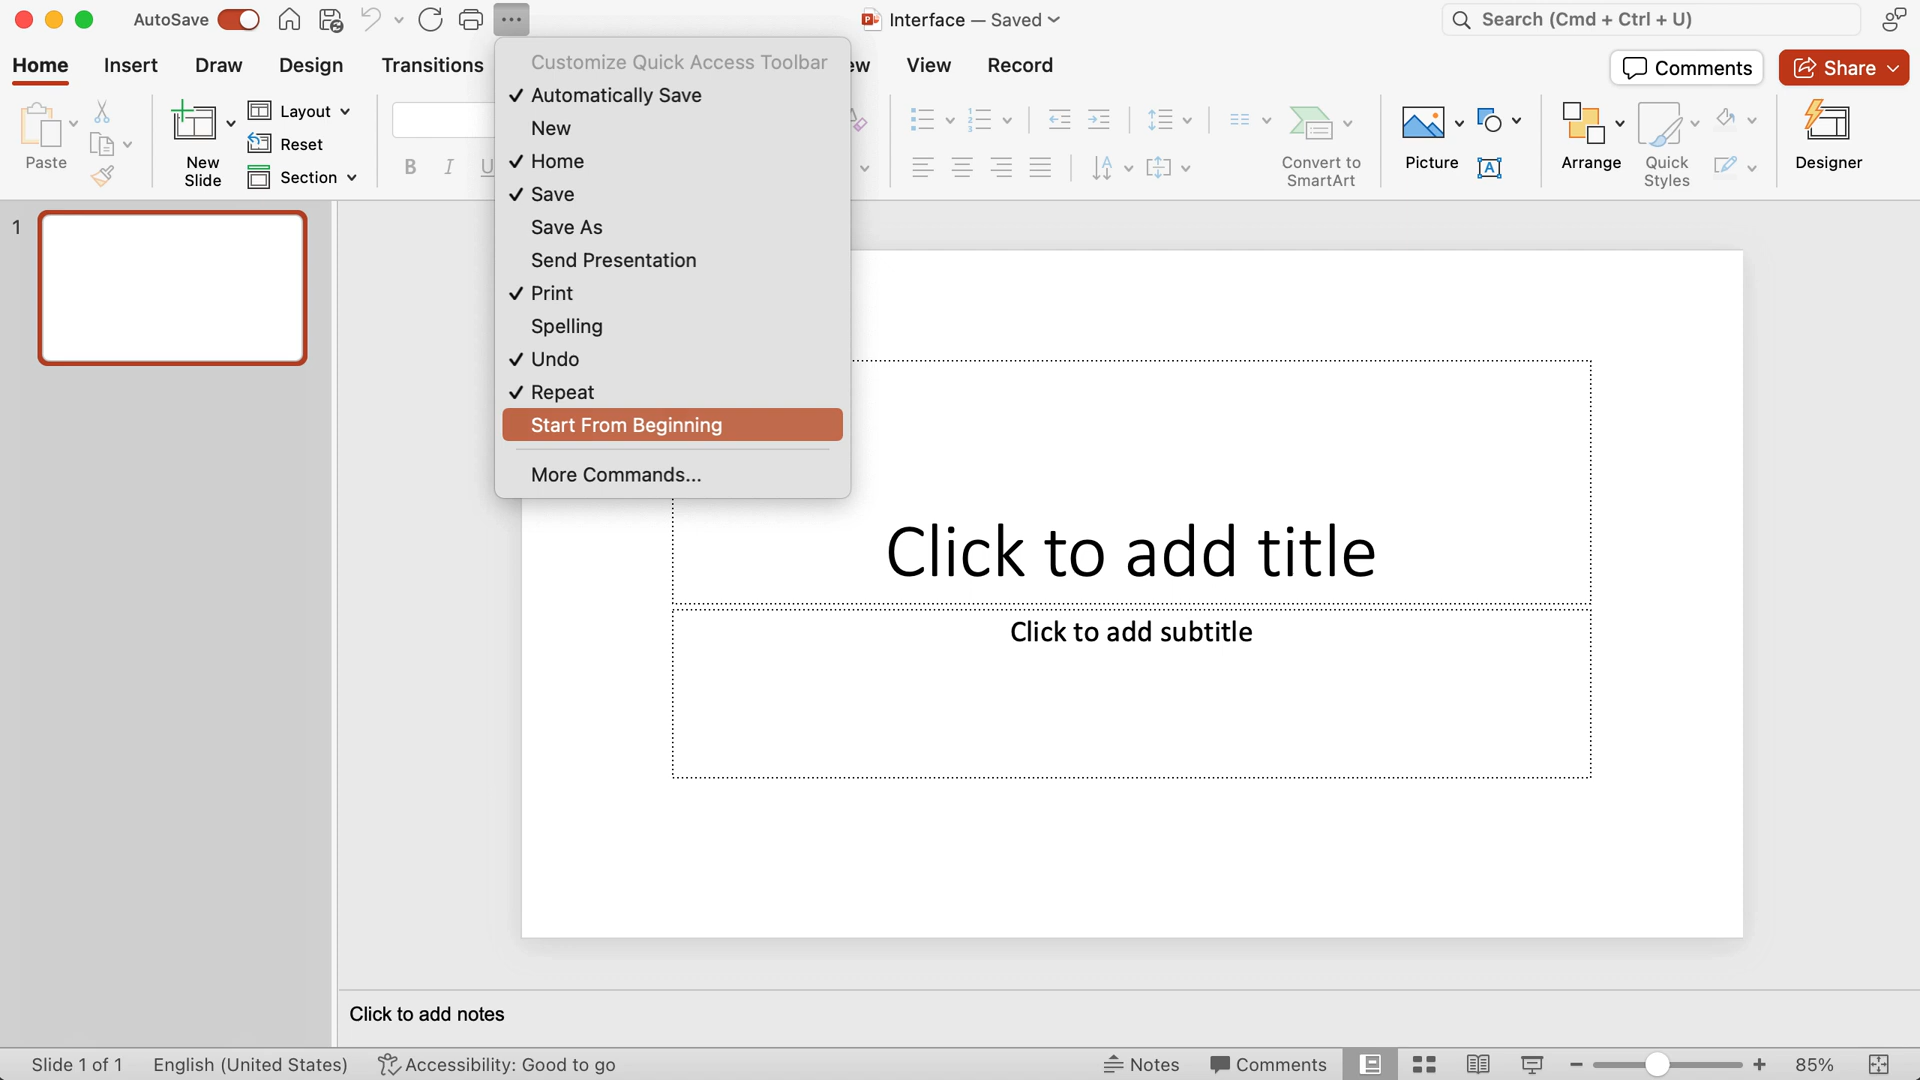 AutoSave
Interface — Saved
Search (Cmd + Ctrl + U)
Home Insert Draw Design Transitions ew View Record
Comments
Share
Customize Quick Access Toolbar
✓ Automatically Save
New
✓ Home
✓ Save
Save As
Send Presentation
✓ Print
Spelling
✓ Undo
✓ Repeat
Start From Beginning
More Commands...
Paste
New
Slide
Layout
Reset
Section
B I U
Convert to
SmartArt
Picture
Arrange
Quick
Styles
Designer
1
Click to add title
Click to add subtitle
Click to add notes
Slide 1 of 1 English (United States) Accessibility: Good to go Notes Comments 85%